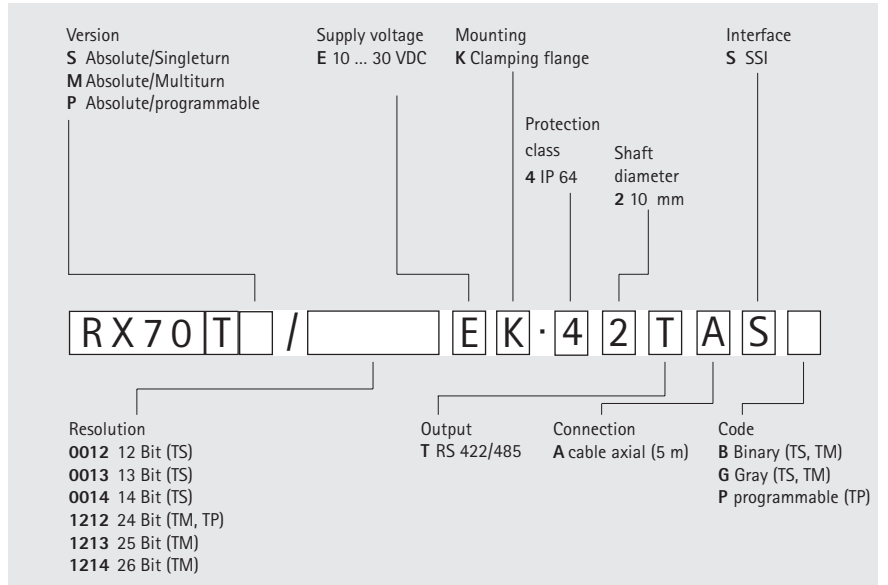 Version
S Absolute/Singleturn
M Absolute/Multiturn
P Absolute/programmable
Supply voltage
E 10 ... 30 VDC
Mounting
K Clamping flange
Interface
S SSI
Protection
class
4 IP 64
Shaft
diameter
2 10 mm
RX70T / EK·42TAS
Resolution
0012 12 Bit (TS)
0013 13 Bit (TS)
0014 14 Bit (TS)
1212 24 Bit (TM, TP)
1213 25 Bit (TM)
1214 26 Bit (TM)
Output
T RS 422/485
Connection
A cable axial (5 m)
Code
B Binary (TS, TM)
G Gray (TS, TM)
P programmable (TP)